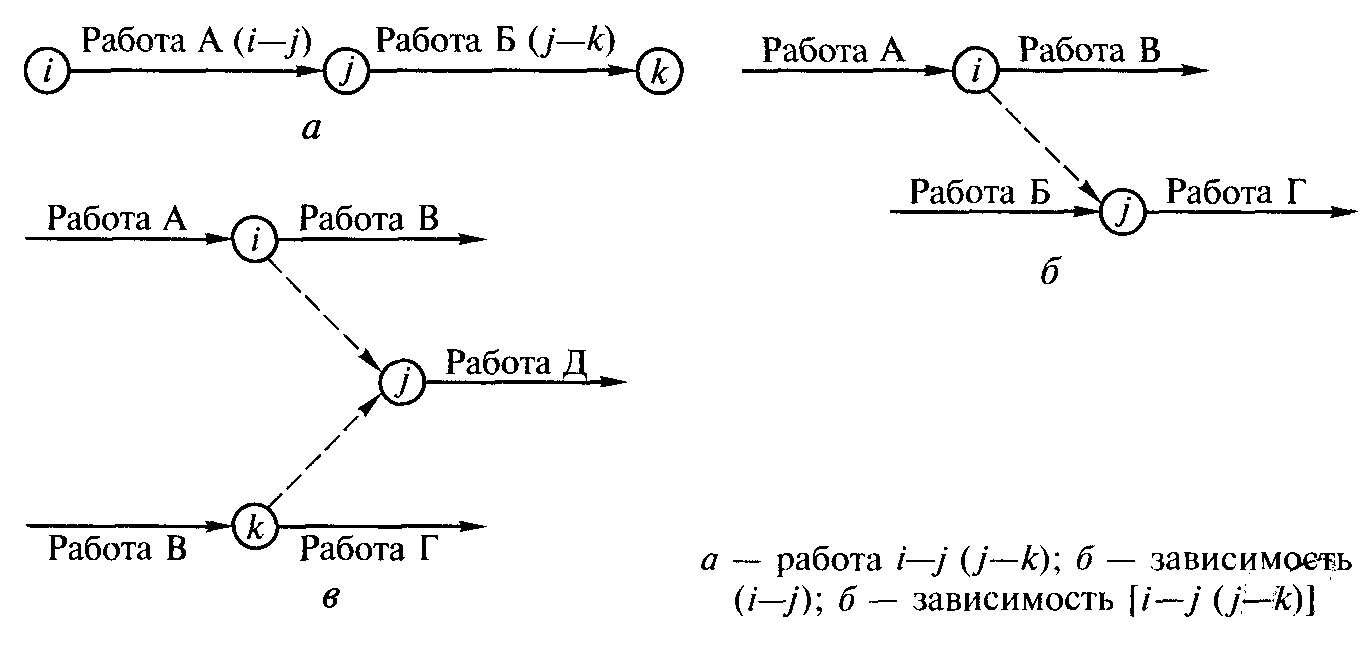 Работа А (i—j)
Работа Б (j—k)
i
j
k
а
Работа А
Работа В
i
Работа Б
Работа Г
j
б
Работа А
Работа В
i
Работа Д
j
k
Работа В
Работа Г
в
а — работа i—j (j—k); б — зависимость
(i—j); б — зависимость [i—j (j—k)]